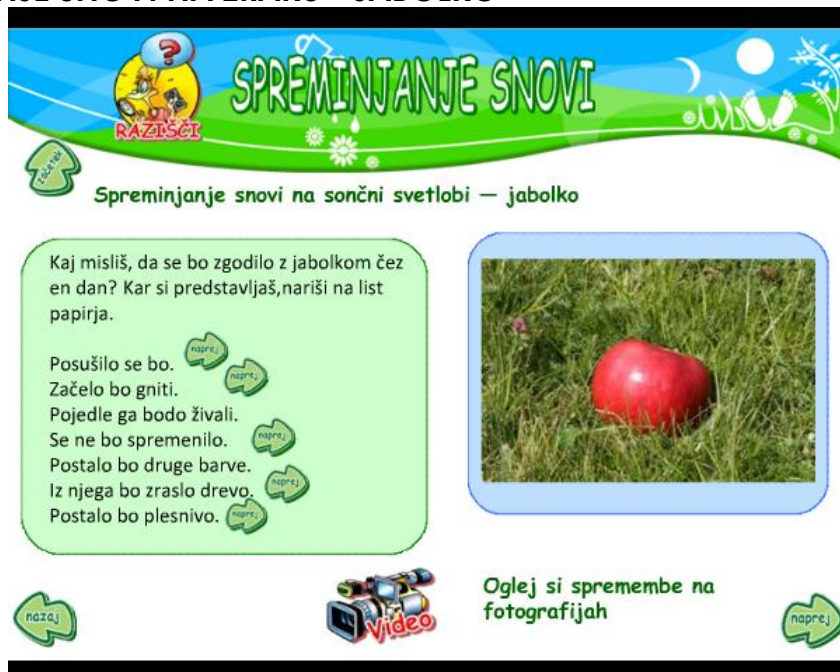 SPREMINJANJE SNOVI
?
RAZIŠČI
začetek
Spreminjanje snovi na sončni svetlobi — jabolko
Kaj misliš, da se bo zgodilo z jabolkom čez
en dan? Kar si predstavljaš,nariši na list
papirja.
Posušilo se bo. naprej
Začelo bo gniti. naprej
Pojedle ga bodo živali.
Se ne bo spremenilo. naprej
Postalo bo druge barve.
Iz njega bo zraslo drevo. naprej
Postalo bo plesnivo. naprej
nazaj
Video
Oglej si spremembe na
fotografijah
naprej